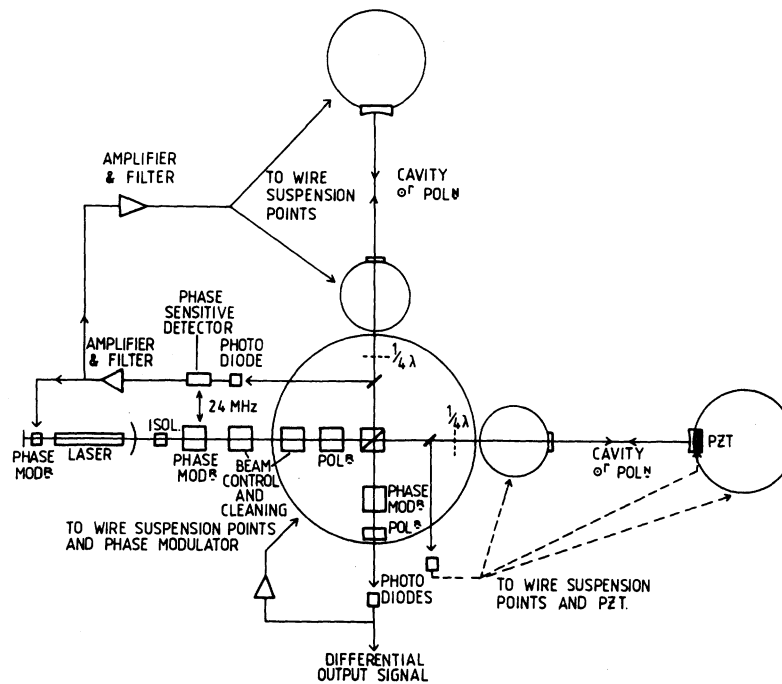 AMPLIFIER
& FILTER
TO WIRE
SUSPENSION
POINTS
CAVITY
⊙ʳ POLᴺ
PHASE
SENSITIVE
DETECTOR
PHOTO
DIODE
AMPLIFIER
& FILTER
1/4 λ
24 MHz
1/4 λ
ISOL.
LASER
PHASE
MODᴿ
PHASE
MODᴿ
BEAM
CONTROL
AND
CLEANING
POLᴿ
PZT
CAVITY
⊙ʳ POLᴺ
PHASE
MODᴿ
POLᴿ
TO WIRE SUSPENSION POINTS
AND PHASE MODULATOR
PHOTO
DIODES
TO WIRE SUSPENSION
POINTS AND PZT.
DIFFERENTIAL
OUTPUT SIGNAL